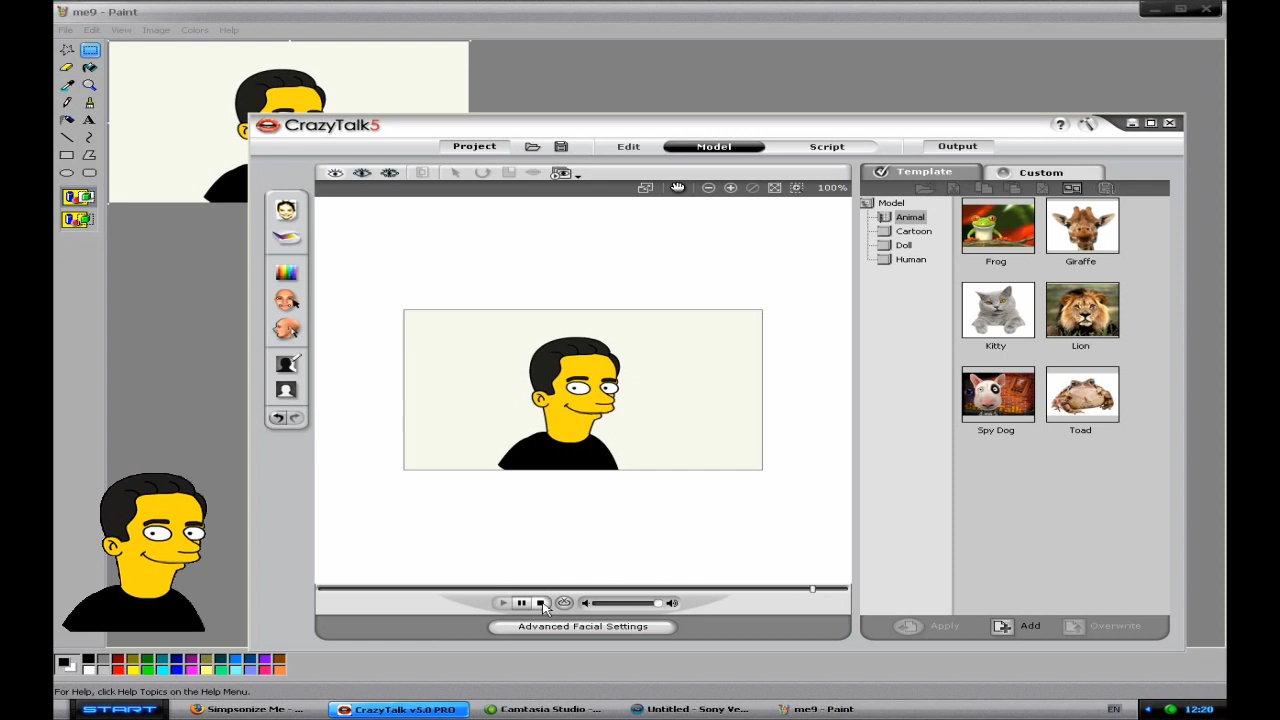 me9 - Paint
File Edit View Image Colors Help
CrazyTalk5
Project Edit Model Script Output
Template Custom
100%
Model
Animal
Cartoon
Doll
Human
Frog Giraffe
Kitty Lion
Spy Dog Toad
Advanced Facial Settings
Apply Add Overwrite
For Help, click Help Topics on the Help Menu.
START Simpsonize Me - ... CrazyTalk v5.0 PRO Camtasia Studio -... Untitled - Sony Ve... me9 - Paint EN 12:20